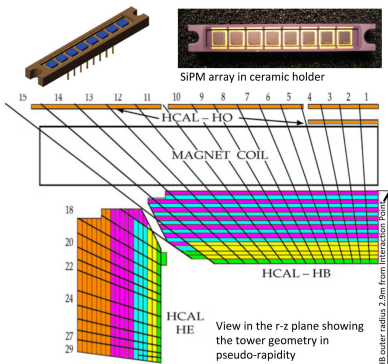 SiPM array in ceramic holder
15 14 13 12 11 10 9 8 7 6 5 4 3 2 1
HCAL – HO
MAGNET COIL
18
20
22
24
27
29
HCAL – HB
HCAL
HE
View in the r-z plane showing
the tower geometry in
pseudo-rapidity
HB outer radius 2.9m from Interaction Point